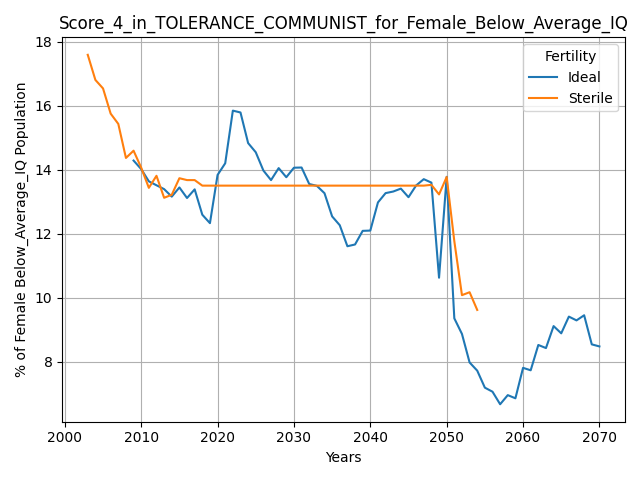 Score_4_in_TOLERANCE_COMMUNIST_for_Female_Below_Average_IQ
18
16
14
12
10
8
% of Female Below_Average_IQ Population
Fertility
Ideal
Sterile
2000
2010
2020
2030
2040
2050
2060
2070
Years